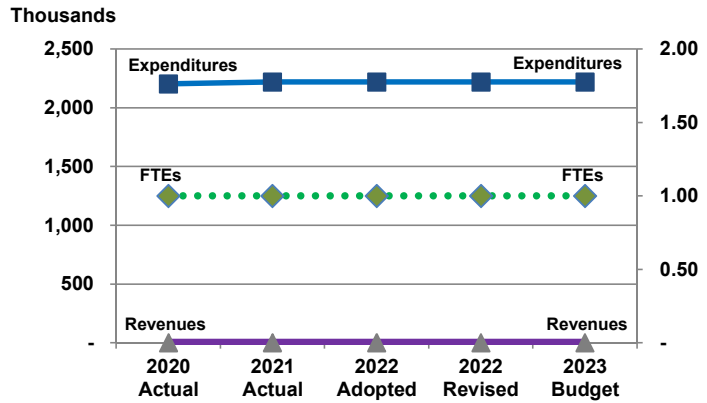 Thousands
2,500
2,000
1,500
1,000
500
-
2.00
1.50
1.00
0.50
-
Expenditures
Expenditures
FTEs
FTEs
Revenues
Revenues
2020
Actual
2021
Actual
2022
Adopted
2022
Revised
2023
Budget